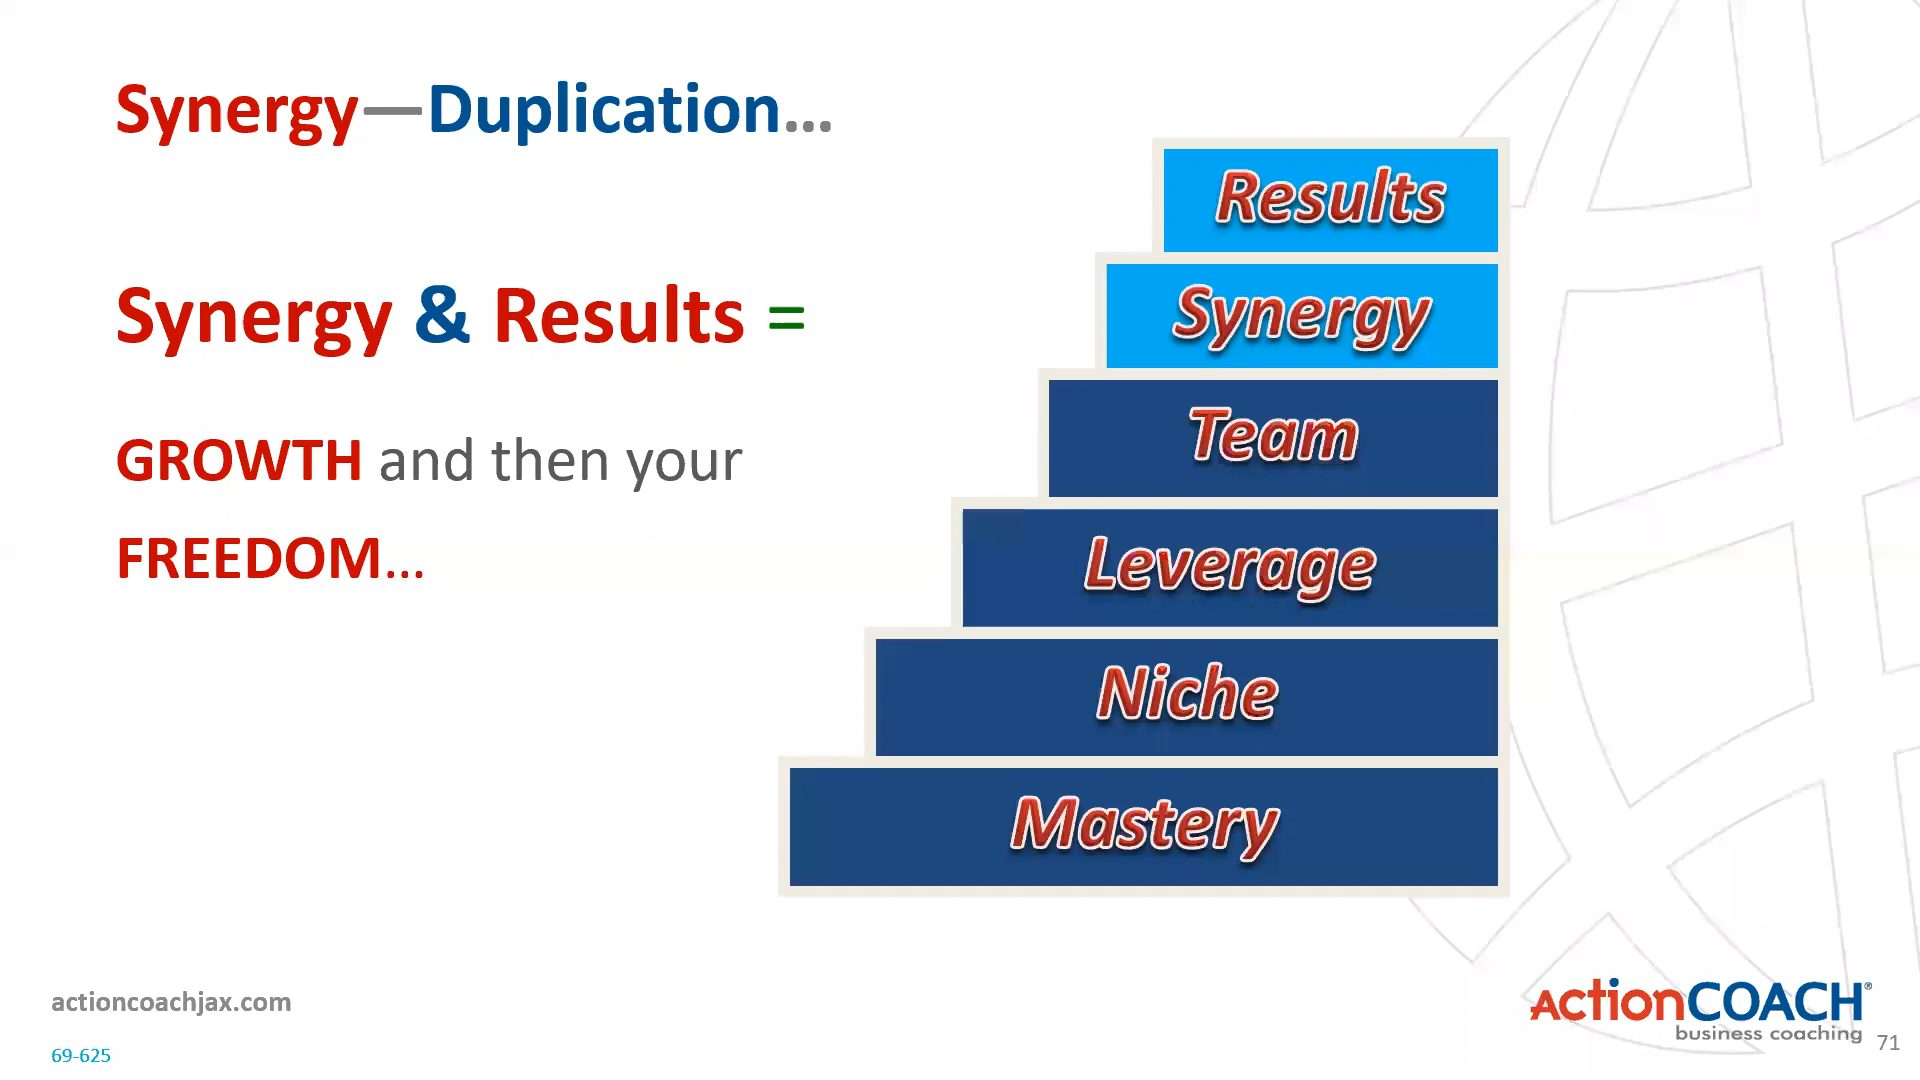 Synergy—Duplication...
Synergy & Results =
GROWTH and then your
FREEDOM...
Results
Synergy
Team
Leverage
Niche
Mastery
actioncoachjax.com
69-625
ActionCOACH®
business coaching
71